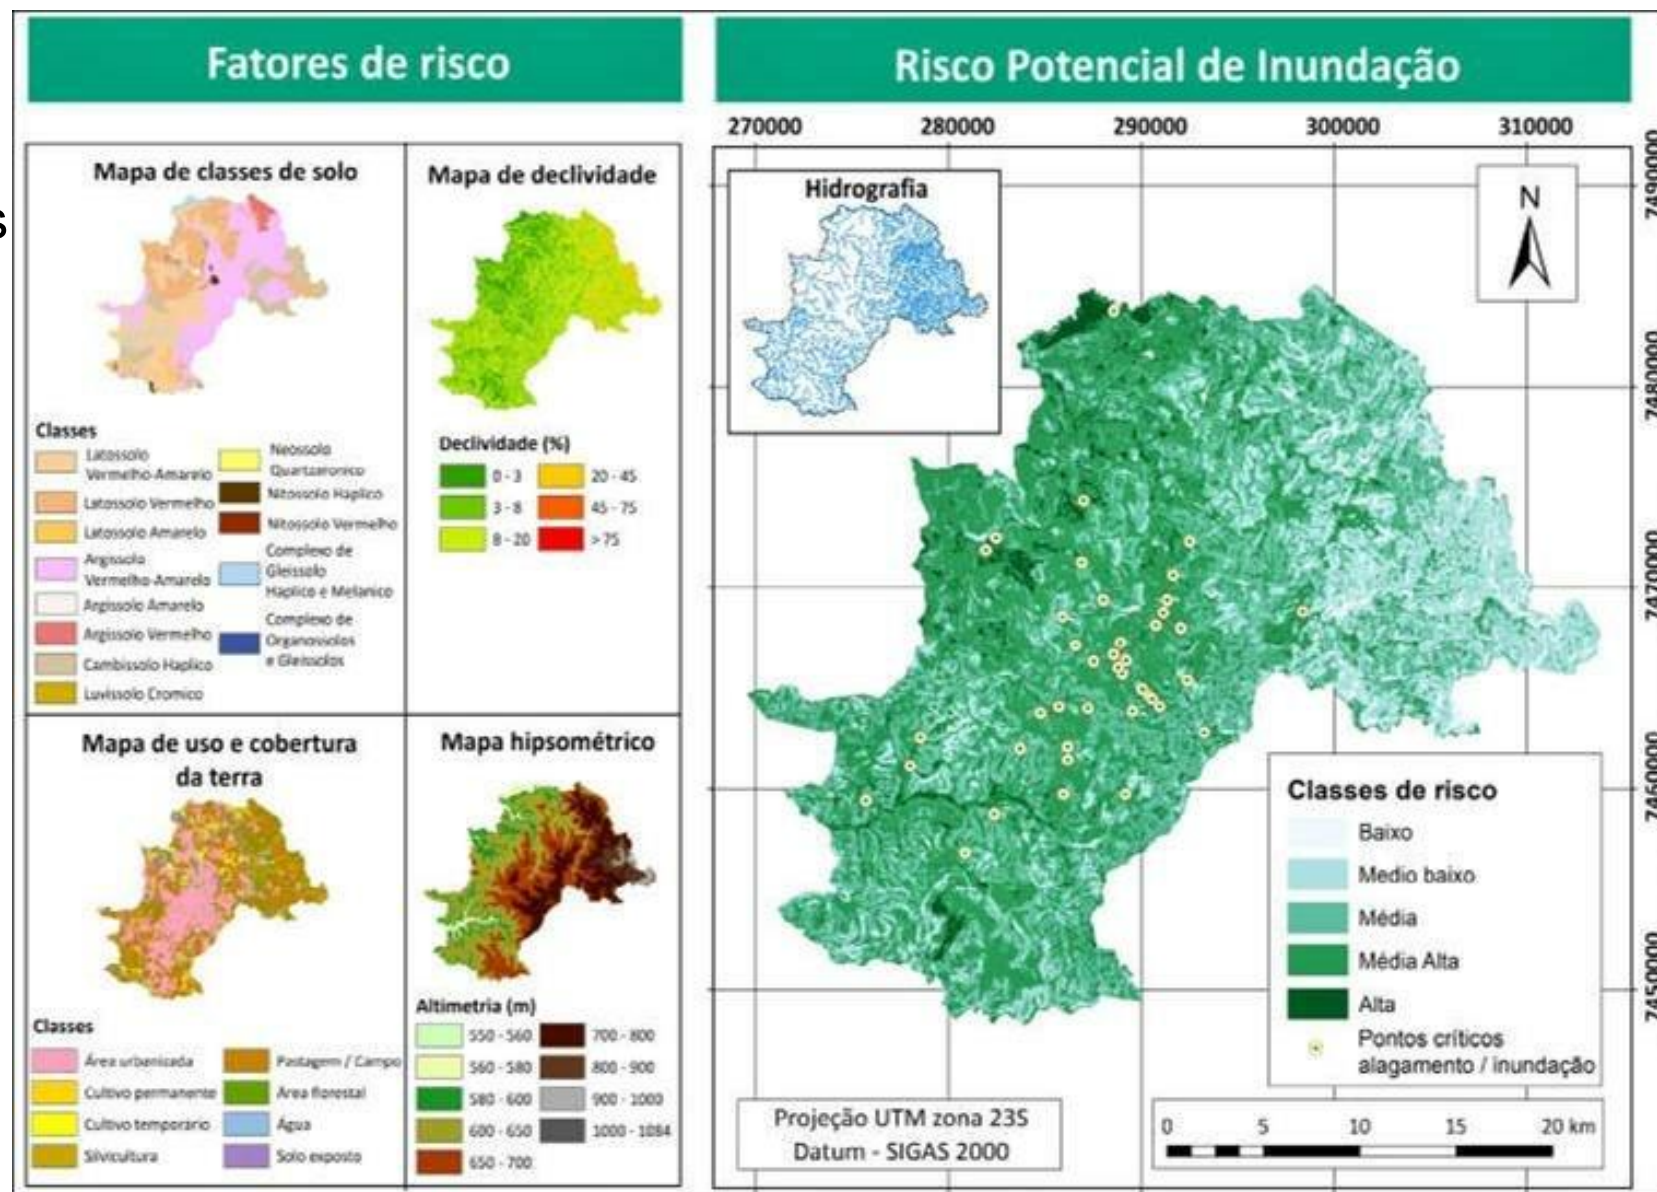 s
Fatores de risco
Mapa de classes de solo
Classes
Latossolo
Vermelho-Amarelo
Latossolo Vermelho
Latossolo Amarelo
Argissolo
Vermelho-Amarelo
Argissolo Amarelo
Argissolo Vermelho
Cambissolo Haplico
Luvissolo Cromico
Neossolo
Quartzaronico
Nitossolo Haplico
Nitossolo Vermelho
Complexo de
Gleissolo
Haplico e Melanico
Complexo de
Organossolos
e Gleissolos
Mapa de declividade
Declividade (%)
0 - 3
3 - 8
8 - 20
20 - 45
45 - 75
> 75
Mapa de uso e cobertura
da terra
Classes
Área urbanizada
Cultivo permanente
Cultivo temporário
Silvicultura
Pastagem / Campo
Área florestal
Água
Solo exposto
Mapa hipsométrico
Altimetria (m)
550 - 560
560 - 580
580 - 600
600 - 650
650 - 700
700 - 800
800 - 900
900 - 1000
1000 - 1084
Risco Potencial de Inundação
270000 280000 290000 300000 310000
Hidrografia
N
7490000
7480000
7470000
7460000
7450000
Classes de risco
Baixo
Medio baixo
Média
Média Alta
Alta
Pontos críticos
alagamento / inundação
Projeção UTM zona 23S
Datum - SIGAS 2000
0 5 10 15 20 km